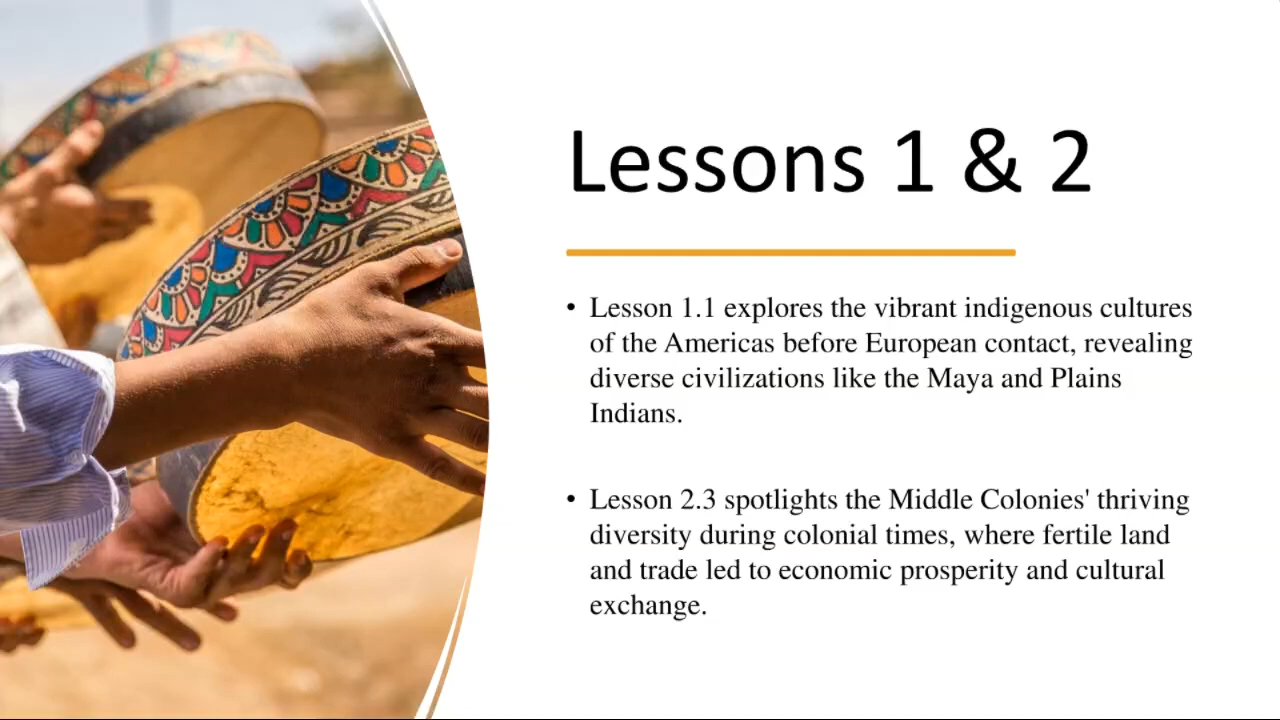 Lessons 1 & 2
• Lesson 1.1 explores the vibrant indigenous cultures
of the Americas before European contact, revealing
diverse civilizations like the Maya and Plains
Indians.
• Lesson 2.3 spotlights the Middle Colonies' thriving
diversity during colonial times, where fertile land
and trade led to economic prosperity and cultural
exchange.